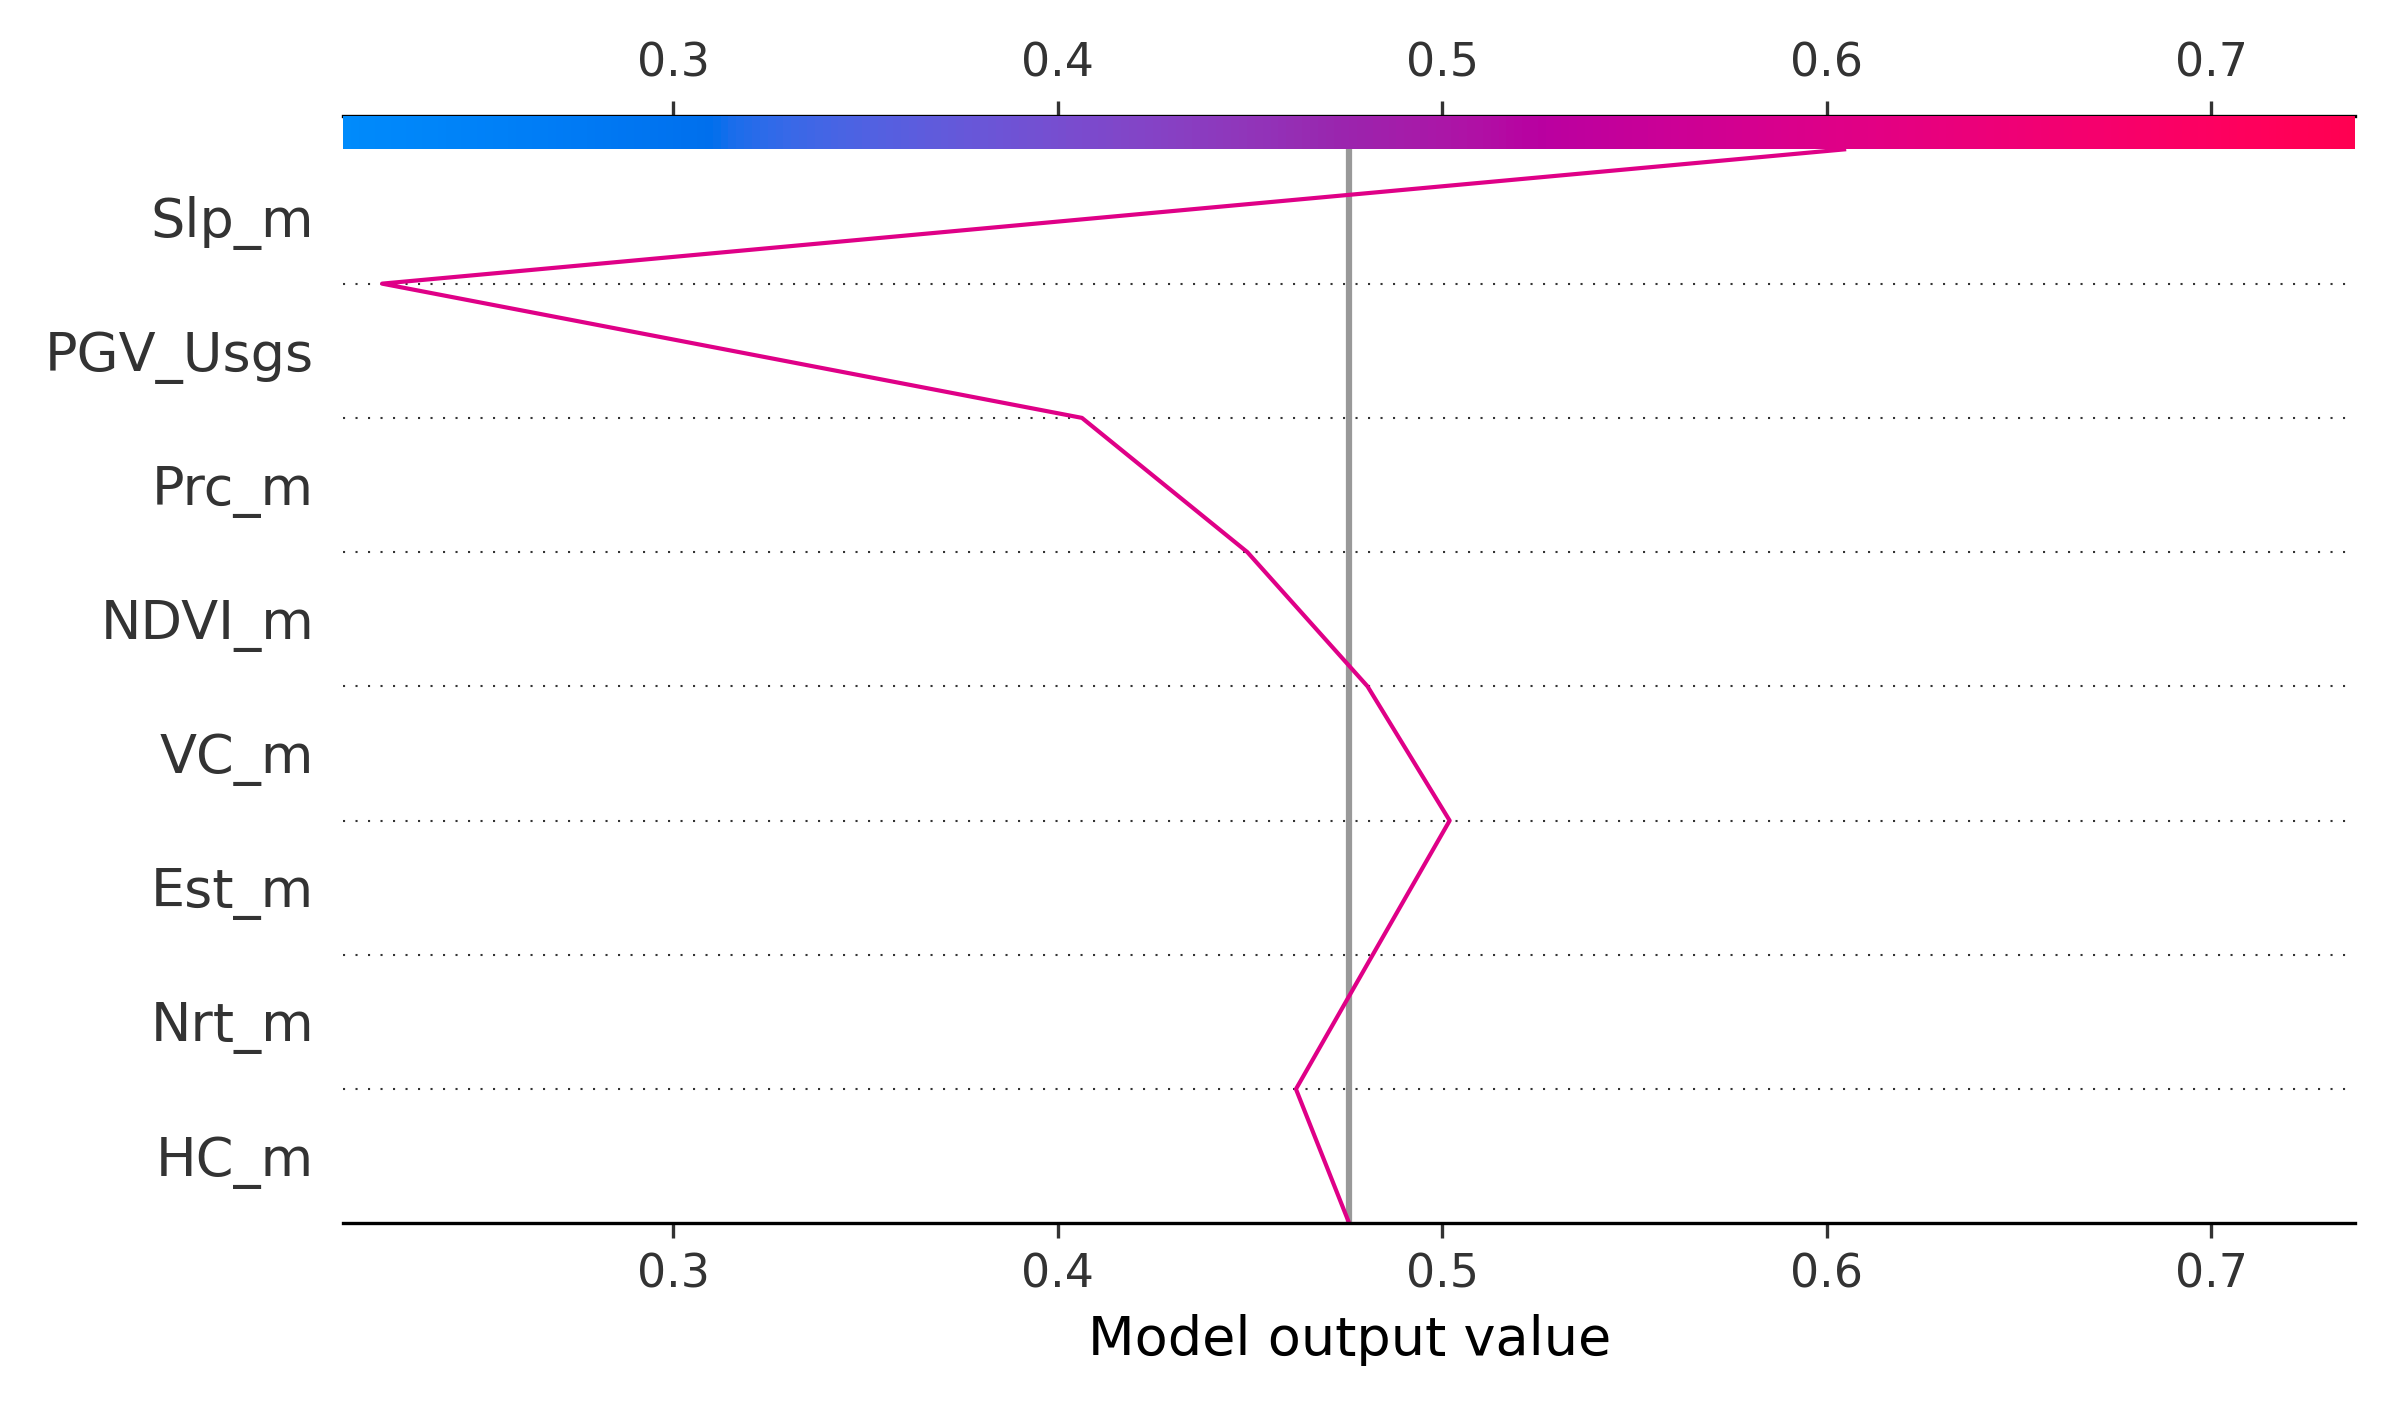 0.3 0.4 0.5 0.6 0.7
Slp_m
PGV_Usgs
Prc_m
NDVI_m
VC_m
Est_m
Nrt_m
HC_m
0.3 0.4 0.5 0.6 0.7
Model output value